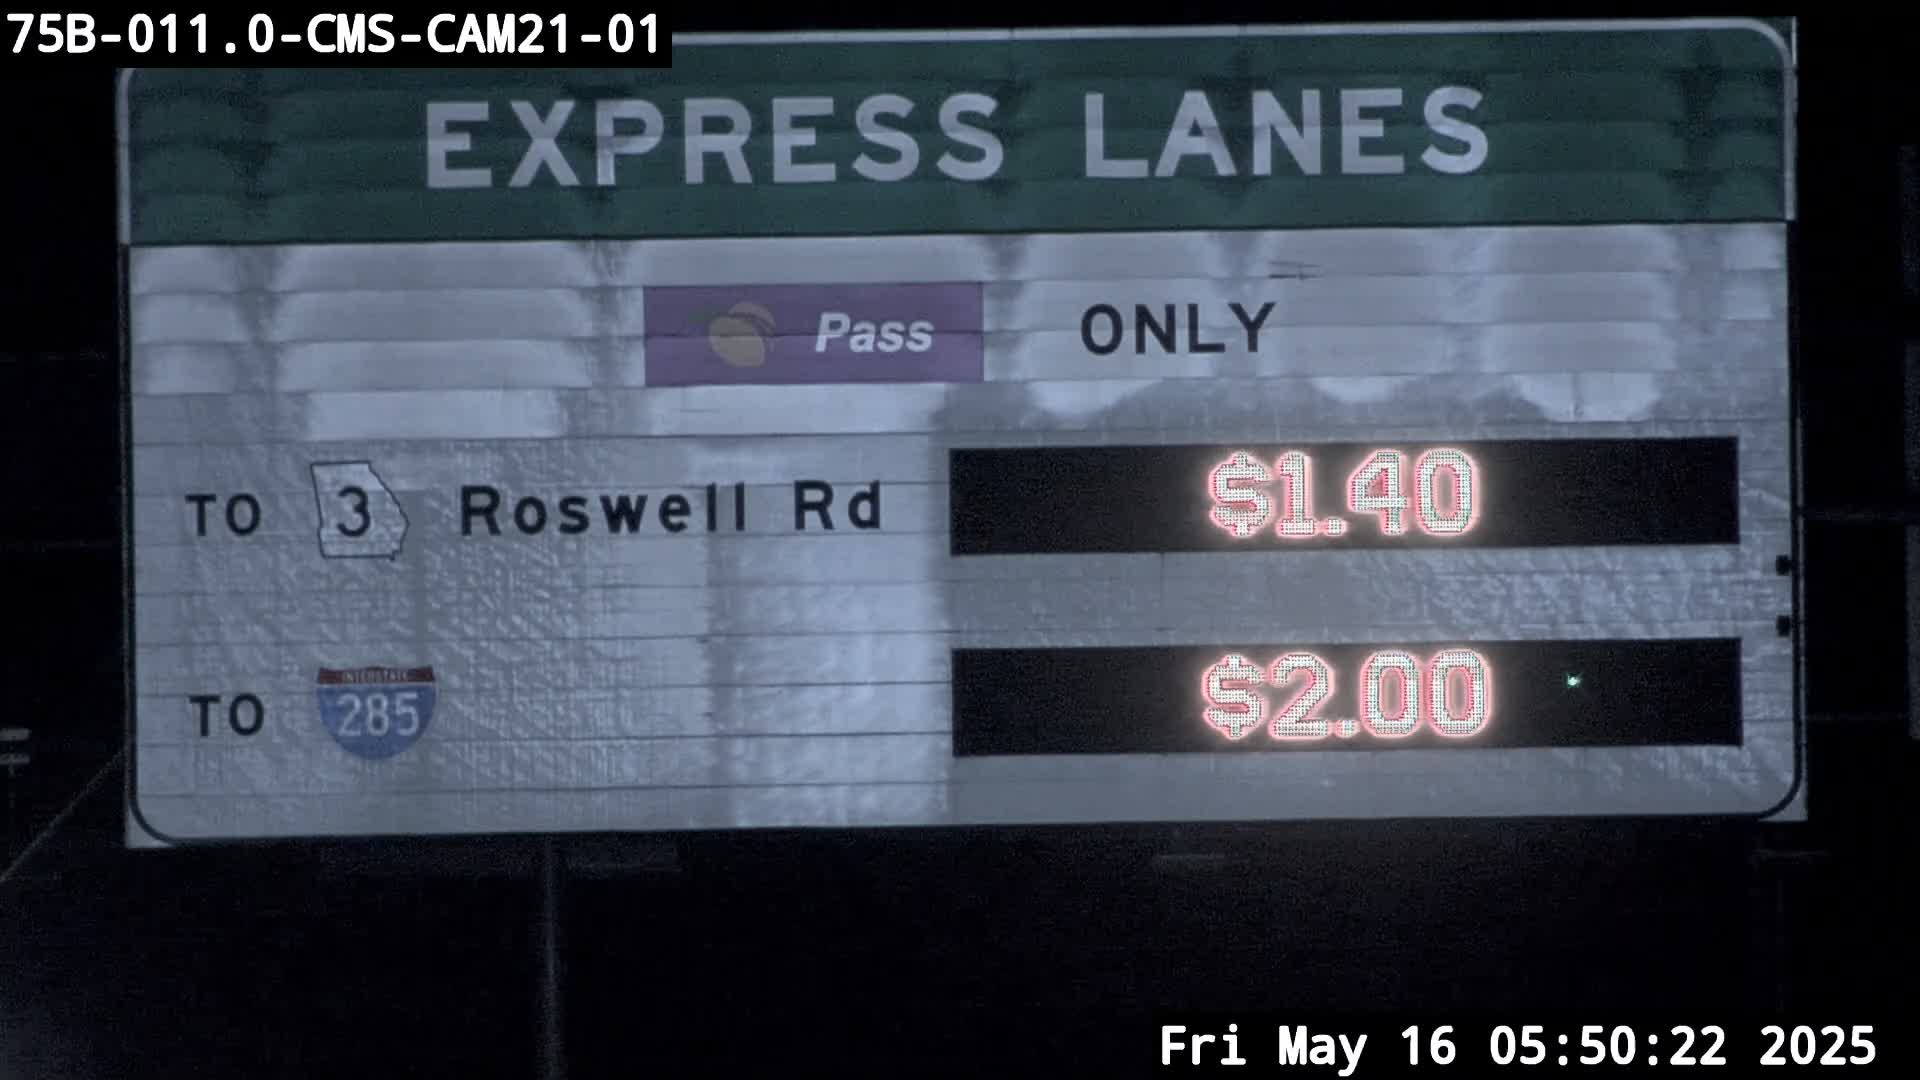 75B-011.0-CMS-CAM21-01
EXPRESS LANES
Pass ONLY
TO 3 Roswell Rd $1.40
TO INTERSTATE 285 $2.00
Fri May 16 05:50:22 2025